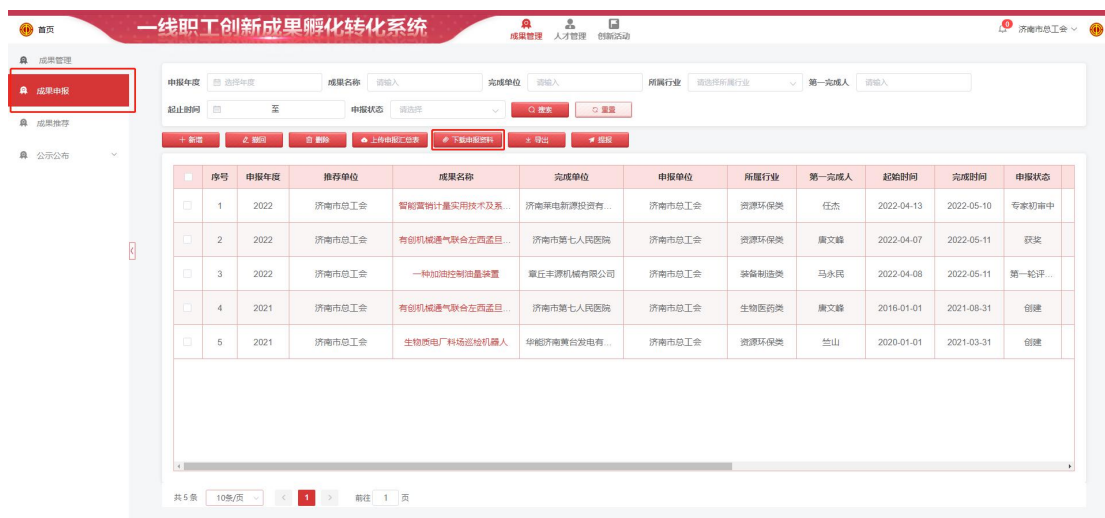 首页
一线职工创新成果孵化转化系统
成果管理 人才管理 创新活动
济南市总工会
成果管理
成果申报
成果推荐
公示公布
申报年度 选择年度 成果名称 请输入 完成单位 请输入 所属行业 请选择所属行业 第一完成人 请输入
起止时间 至 申报状态 请选择 搜索 重置
新增 撤回 删除 上传申报汇总表 下载申报资料 导出 提报
序号 申报年度 推荐单位 成果名称 完成单位 申报单位 所属行业 第一完成人 起始时间 完成时间 申报状态
1 2022 济南市总工会 智能营销计量实用技术及系... 济南莱电新源投资有... 济南市总工会 资源环保类 任杰 2022-04-13 2022-05-10 专家初审中
2 2022 济南市总工会 有创机械通气联合左西孟旦... 济南市第七人民医院 济南市总工会 资源环保类 唐文峰 2022-04-07 2022-05-11 获奖
3 2022 济南市总工会 一种加油控制油量装置 章丘丰源机械有限公司 济南市总工会 装备制造类 马永民 2022-04-08 2022-05-11 第一轮评...
4 2021 济南市总工会 有创机械通气联合左西孟旦... 济南市第七人民医院 济南市总工会 生物医药类 唐文峰 2016-01-01 2021-08-31 创建
5 2021 济南市总工会 生物质电厂料场巡检机器人 华能济南黄台发电有... 济南市总工会 资源环保类 兰山 2020-01-01 2021-03-31 创建
共 5 条 10条/页 1 前往 1 页